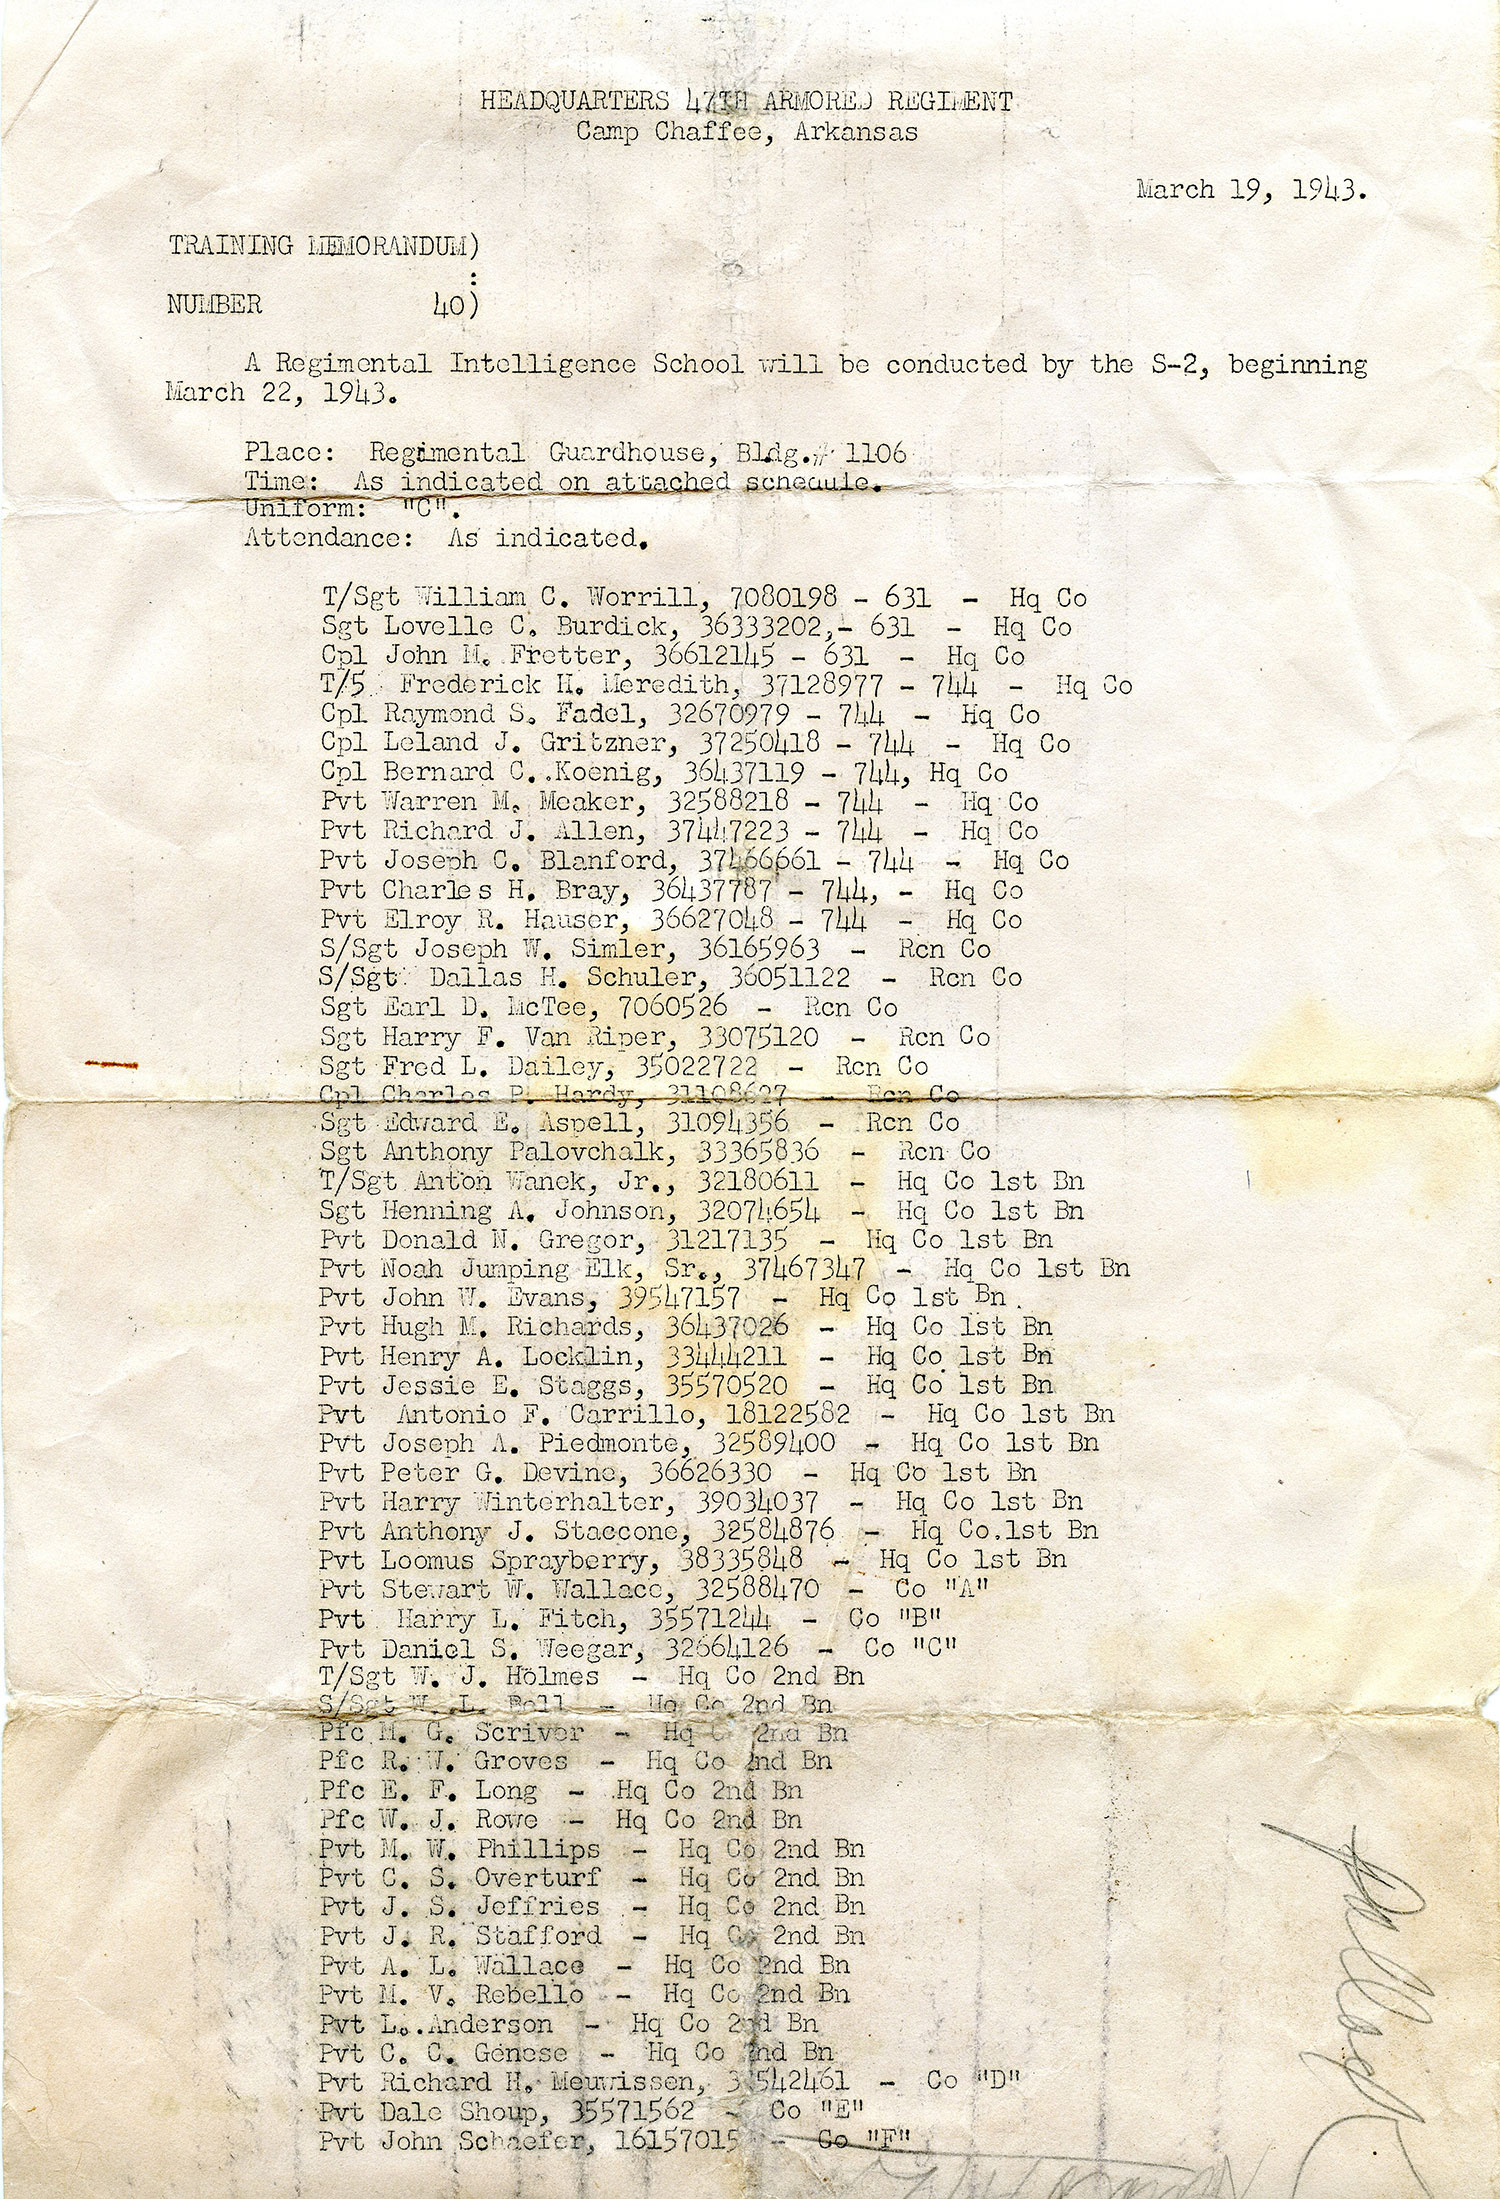 HEADQUARTERS 47TH ARMORED REGIMENT
Camp Chaffee, Arkansas
March 19, 1943.
TRAINING MEMORANDUM)
:
NUMBER 40)
A Regimental Intelligence School will be conducted by the S-2, beginning
March 22, 1943.
Place: Regimental Guardhouse, Bldg.# 1106
Time: As indicated on attached schedule.
Uniform: "C".
Attendance: As indicated.
T/Sgt William C. Worrill, 7080198 - 631 - Hq Co
Sgt Lovelle C. Burdick, 36333202,- 631 - Hq Co
Cpl John M. Fretter, 36612145 - 631 - Hq Co
T/5 Frederick H. Meredith, 37128977 - 744 - Hq Co
Cpl Raymond S. Fadel, 32670979 - 744 - Hq Co
Cpl Leland J. Gritzner, 37250418 - 744 - Hq Co
Cpl Bernard C. Koenig, 36437119 - 744, Hq Co
Pvt Warren M. Meaker, 32588218 - 744 - Hq Co
Pvt Richard J. Allen, 37447223 - 744 - Hq Co
Pvt Joseph C. Blanford, 37466661 - 744 - Hq Co
Pvt Charles H. Bray, 36437787 - 744, - Hq Co
Pvt Elroy R. Hauser, 36627048 - 744 - Hq Co
S/Sgt Joseph W. Simler, 36165963 - Rcn Co
S/Sgt Dallas H. Schuler, 36051122 - Rcn Co
Sgt Earl D. McTee, 7060526 - Rcn Co
Sgt Harry F. Van Riper, 33075120 - Rcn Co
Sgt Fred L. Dailey, 35022722 - Rcn Co
Cpl Charles P. Hardy, 31108627 - Rcn Co
Sgt Edward E. Aspell, 31094356 - Rcn Co
Sgt Anthony Palovchalk, 33365836 - Rcn Co
T/Sgt Anton Wanek, Jr., 32180611 - Hq Co 1st Bn
Sgt Henning A. Johnson, 32074654 - Hq Co 1st Bn
Pvt Donald N. Gregor, 31217135 - Hq Co 1st Bn
Pvt Noah Jumping Elk, Sr., 37467347 - Hq Co 1st Bn
Pvt John W. Evans, 39547157 - Hq Co 1st Bn
Pvt Hugh M. Richards, 36437026 - Hq Co 1st Bn
Pvt Henry A. Locklin, 33444211 - Hq Co 1st Bn
Pvt Jessie E. Staggs, 35570520 - Hq Co 1st Bn
Pvt Antonio F. Carrillo, 18122582 - Hq Co 1st Bn
Pvt Joseph A. Piedmonte, 32589400 - Hq Co 1st Bn
Pvt Peter G. Devine, 36626330 - Hq Co 1st Bn
Pvt Harry Winterhalter, 39034037 - Hq Co 1st Bn
Pvt Anthony J. Staccone, 32584876 - Hq Co.1st Bn
Pvt Loomus Sprayberry, 38335848 - Hq Co 1st Bn
Pvt Stewart W. Wallace, 32588470 - Co "A"
Pvt Harry L. Fitch, 35571244 - Co "B"
Pvt Daniel S. Weegar, 32664126 - Co "C"
T/Sgt W. J. Holmes - Hq Co 2nd Bn
S/Sgt W. L. Bell - Hq Co 2nd Bn
Pfc M. G. Scriver - Hq Co 2nd Bn
Pfc R. W. Groves - Hq Co 2nd Bn
Pfc E. F. Long - Hq Co 2nd Bn
Pfc W. J. Rowe - Hq Co 2nd Bn
Pvt M. W. Phillips - Hq Co 2nd Bn
Pvt C. S. Overturf - Hq Co 2nd Bn
Pvt J. S. Jeffries - Hq Co 2nd Bn
Pvt J. R. Stafford - Hq Co 2nd Bn
Pvt A. L. Wallace - Hq Co 2nd Bn
Pvt M. V. Rebello - Hq Co 2nd Bn
Pvt L. Anderson - Hq Co 2nd Bn
Pvt C. C. Genese - Hq Co 2nd Bn
Pvt Richard H. Meuwissen, - Co "D"
Pvt Dale Shoup, 35571562 - Co "E"
Pvt John Schaefer, 16157015 - Co "F"